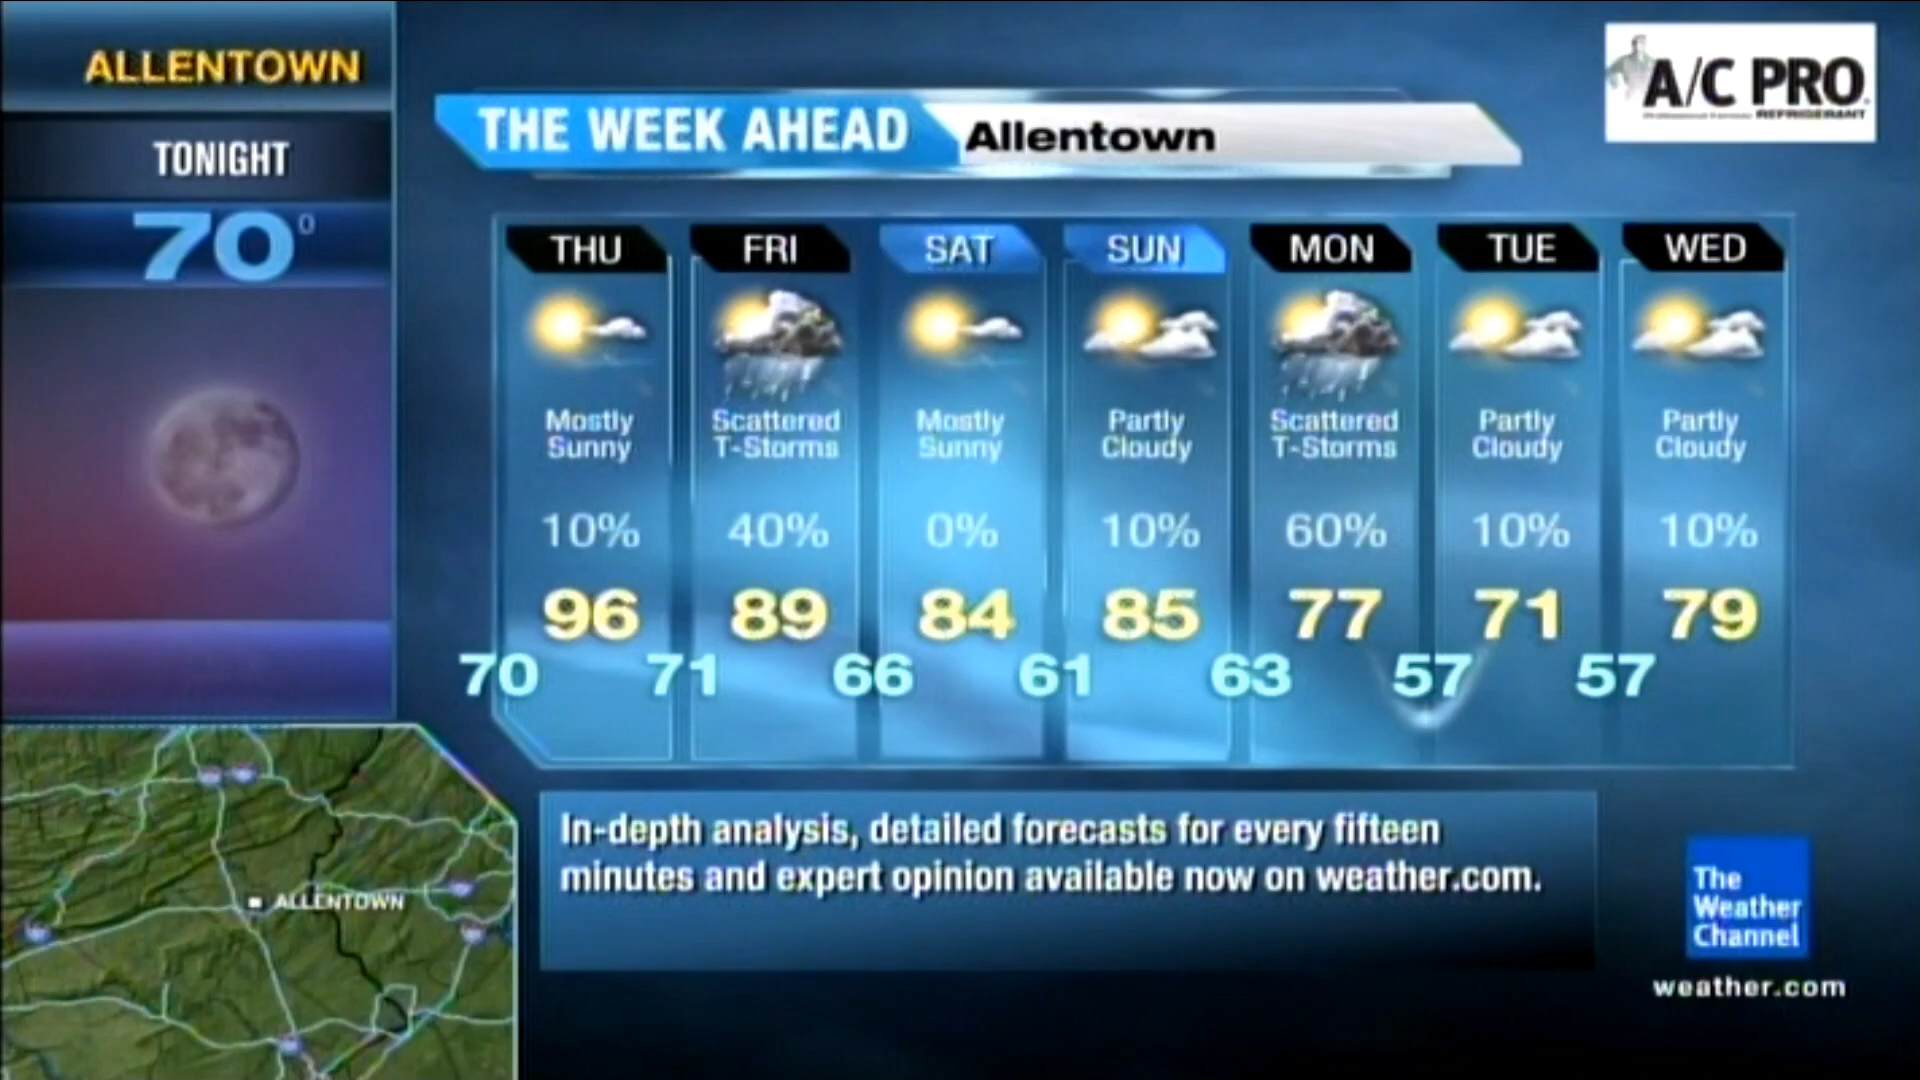 ALLENTOWN
TONIGHT
70°
THE WEEK AHEAD Allentown
A/C PRO
REFRIGERANT
THU FRI SAT SUN MON TUE WED
Mostly Sunny Scattered T-Storms Mostly Sunny Partly Cloudy Scattered T-Storms Partly Cloudy Partly Cloudy
10% 40% 0% 10% 60% 10% 10%
96 89 84 85 77 71 79
70 71 66 61 63 57 57
ALLENTOWN
In-depth analysis, detailed forecasts for every fifteen
minutes and expert opinion available now on weather.com.
The
Weather
Channel
weather.com